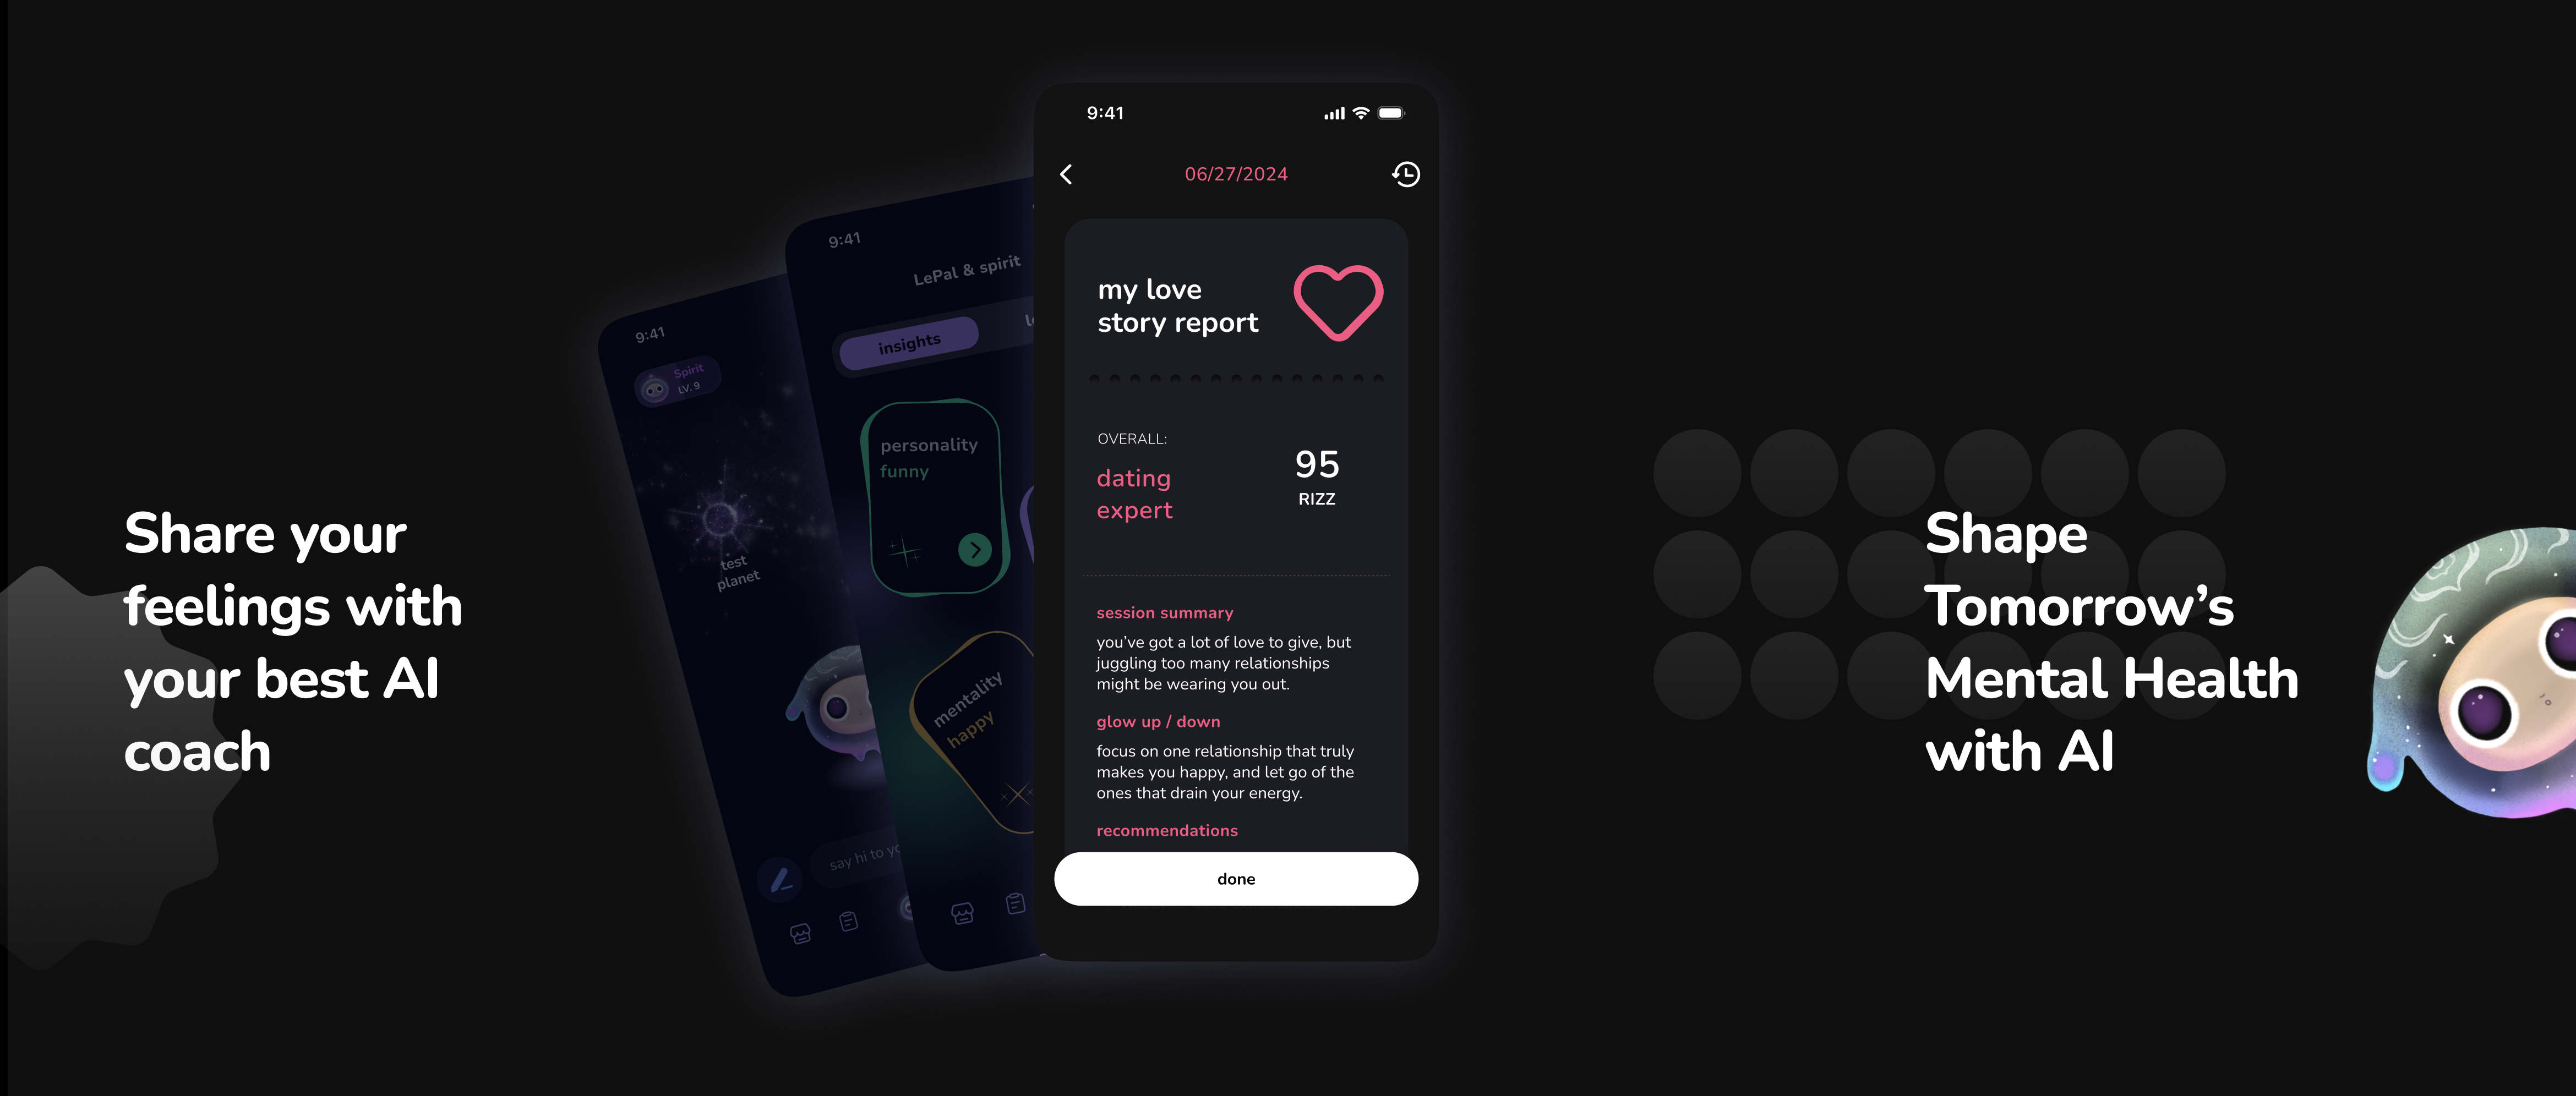 Share your
feelings with
your best AI
coach
9:41
Spirit
LV. 9
test
planet
say hi to
9:41
LePal & spirit
insights
personality
funny
mentality
happy
9:41
06/27/2024
my love
story report
OVERALL:
dating
expert
95
RIZZ
session summary
you’ve got a lot of love to give, but
juggling too many relationships
might be wearing you out.
glow up / down
focus on one relationship that truly
makes you happy, and let go of the
ones that drain your energy.
recommendations
done
Shape
Tomorrow’s
Mental Health
with AI